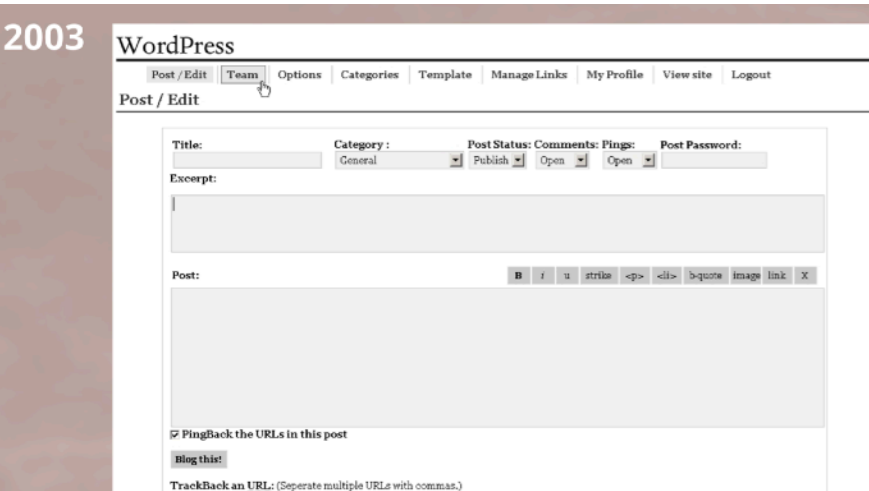 2003
WordPress
Post / Edit Team Options Categories Template Manage Links My Profile View site Logout
Post / Edit
Title: Category : Post Status: Comments: Pings: Post Password:
General Publish Open Open
Excerpt:
Post: B i u strike <p> <li> b-quote image link X
PingBack the URLs in this post
Blog this!
TrackBack an URL: (Seperate multiple URLs with commas.)